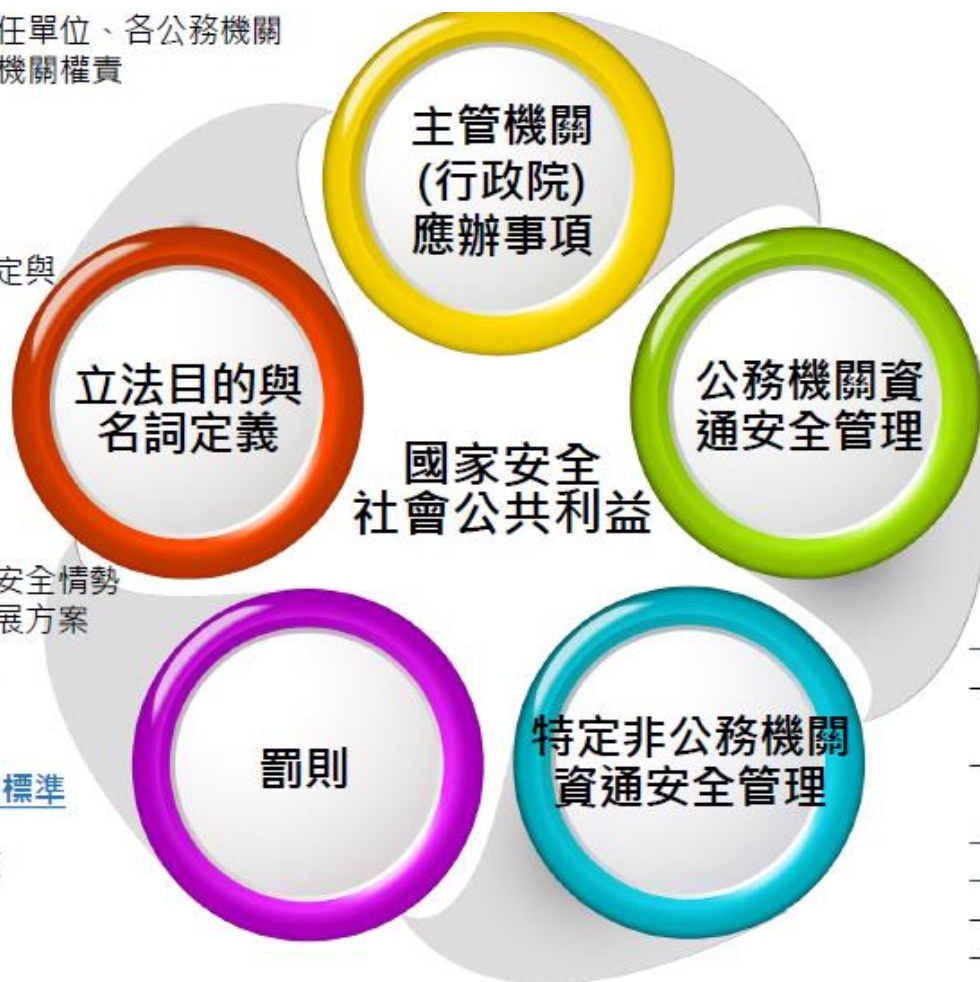 任單位、各公務機關
機關權責
主管機關
(行政院)
應辦事項
定與
立法目的與
名詞定義
公務機關資
通安全管理
國家安全
社會公共利益
安全情勢
展方案
罰則
特定非公務機關
資通安全管理
標準